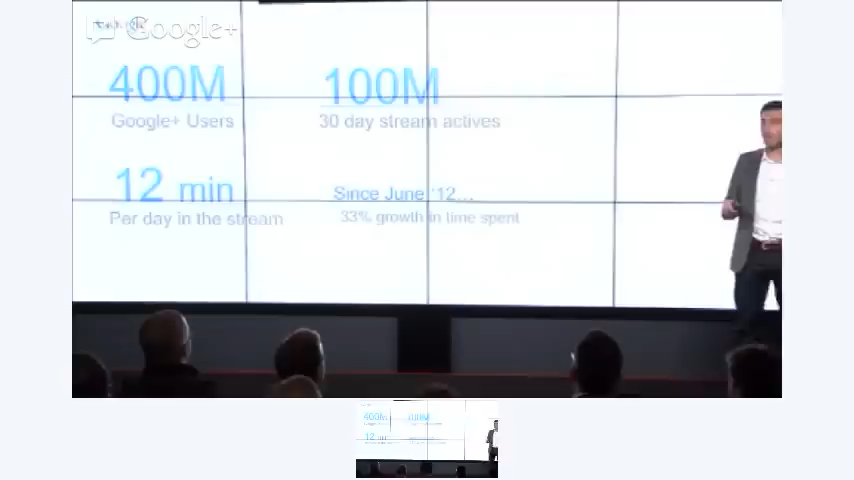 Google+
400M
Google+ Users
100M
30 day stream actives
12 min
Per day in the stream
Since June '12...
33% growth in time spent